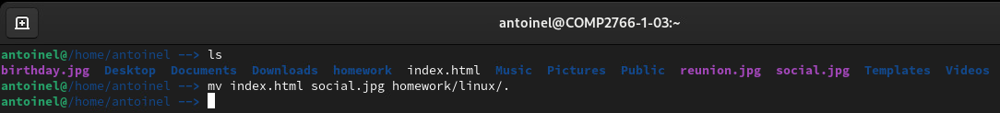 antoinel@COMP2766-1-03:~
antoinel@/home/antoinel --> ls
birthday.jpg Desktop Documents Downloads homework index.html Music Pictures Public reunion.jpg social.jpg Templates Videos
antoinel@/home/antoinel --> mv index.html social.jpg homework/linux/.
antoinel@/home/antoinel -->